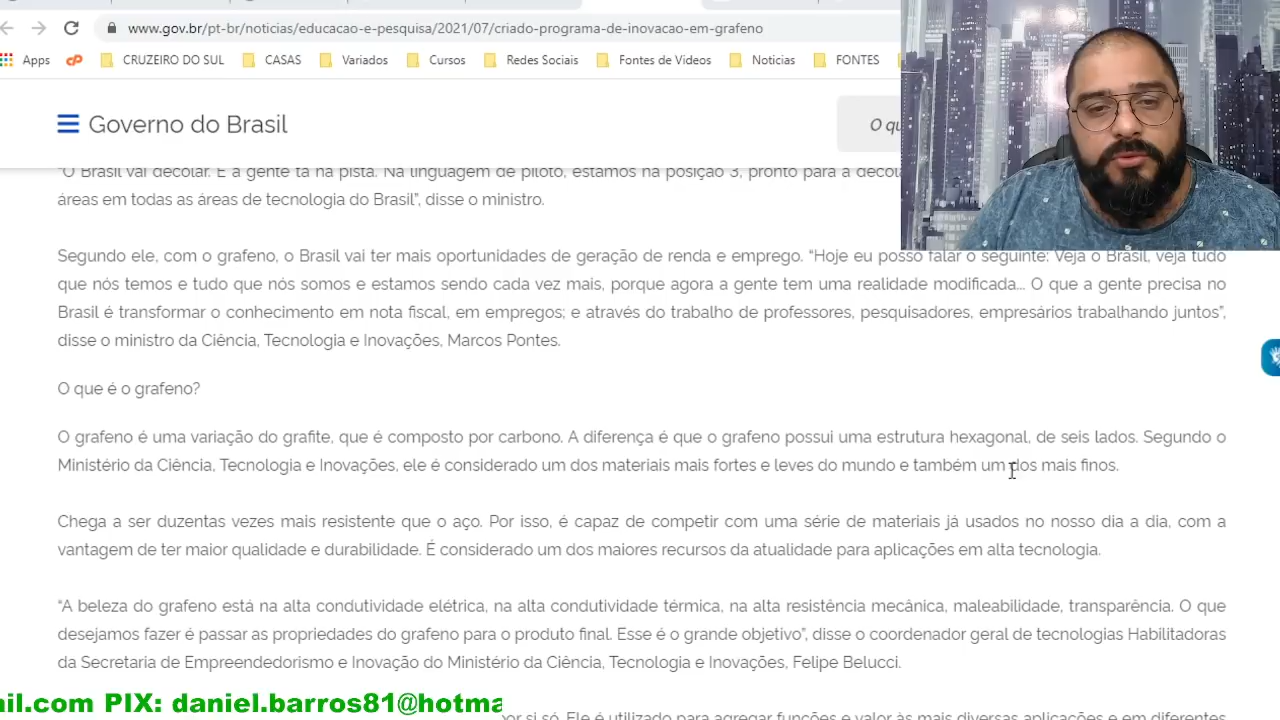 www.gov.br/pt-br/noticias/educacao-e-pesquisa/2021/07/criado-programa-de-inovacao-em-grafeno
Apps CRUZEIRO DO SUL CASAS Variados Cursos Redes Sociais Fontes de Videos Noticias FONTES
Governo do Brasil
O qu
“O Brasil vai decolar. E a gente tá na pista. Na linguagem de piloto, estamos na posição 3, pronto para a decola
áreas em todas as áreas de tecnologia do Brasil”, disse o ministro.
Segundo ele, com o grafeno, o Brasil vai ter mais oportunidades de geração de renda e emprego. “Hoje eu posso falar o seguinte: Veja o Brasil, veja tudo
que nós temos e tudo que nós somos e estamos sendo cada vez mais, porque agora a gente tem uma realidade modificada... O que a gente precisa no
Brasil é transformar o conhecimento em nota fiscal, em empregos; e através do trabalho de professores, pesquisadores, empresários trabalhando juntos”,
disse o ministro da Ciência, Tecnologia e Inovações, Marcos Pontes.
O que é o grafeno?
O grafeno é uma variação do grafite, que é composto por carbono. A diferença é que o grafeno possui uma estrutura hexagonal, de seis lados. Segundo o
Ministério da Ciência, Tecnologia e Inovações, ele é considerado um dos materiais mais fortes e leves do mundo e também um dos mais finos.
Chega a ser duzentas vezes mais resistente que o aço. Por isso, é capaz de competir com uma série de materiais já usados no nosso dia a dia, com a
vantagem de ter maior qualidade e durabilidade. É considerado um dos maiores recursos da atualidade para aplicações em alta tecnologia.
“A beleza do grafeno está na alta condutividade elétrica, na alta condutividade térmica, na alta resistência mecânica, maleabilidade, transparência. O que
desejamos fazer é passar as propriedades do grafeno para o produto final. Esse é o grande objetivo”, disse o coordenador geral de tecnologias Habilitadoras
da Secretaria de Empreendedorismo e Inovação do Ministério da Ciência, Tecnologia e Inovações, Felipe Belucci.
ail.com PIX: daniel.barros81@hotma
por si só. Ele é utilizado para agregar funções e valor às mais diversas aplicações e em diferentes